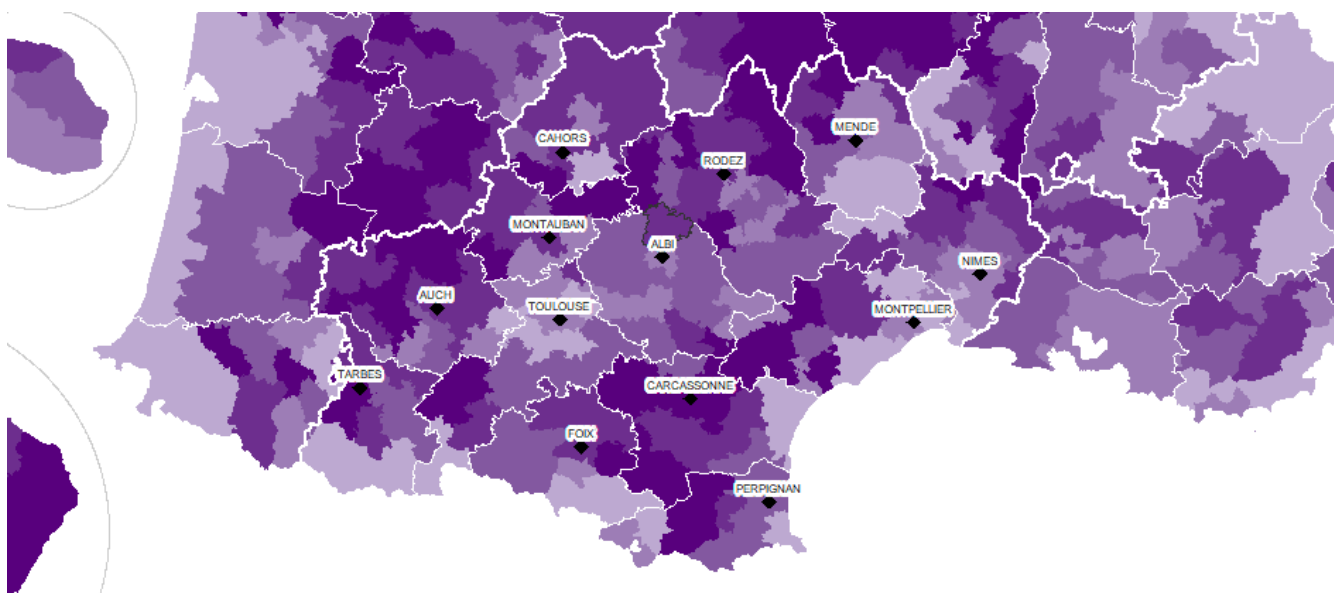 MENDE
CAHORS
RODEZ
MONTAUBAN
ALBI
NIMES
AUCH
TOULOUSE
MONTPELLIER
TARBES
CARCASSONNE
FOIX
PERPIGNAN